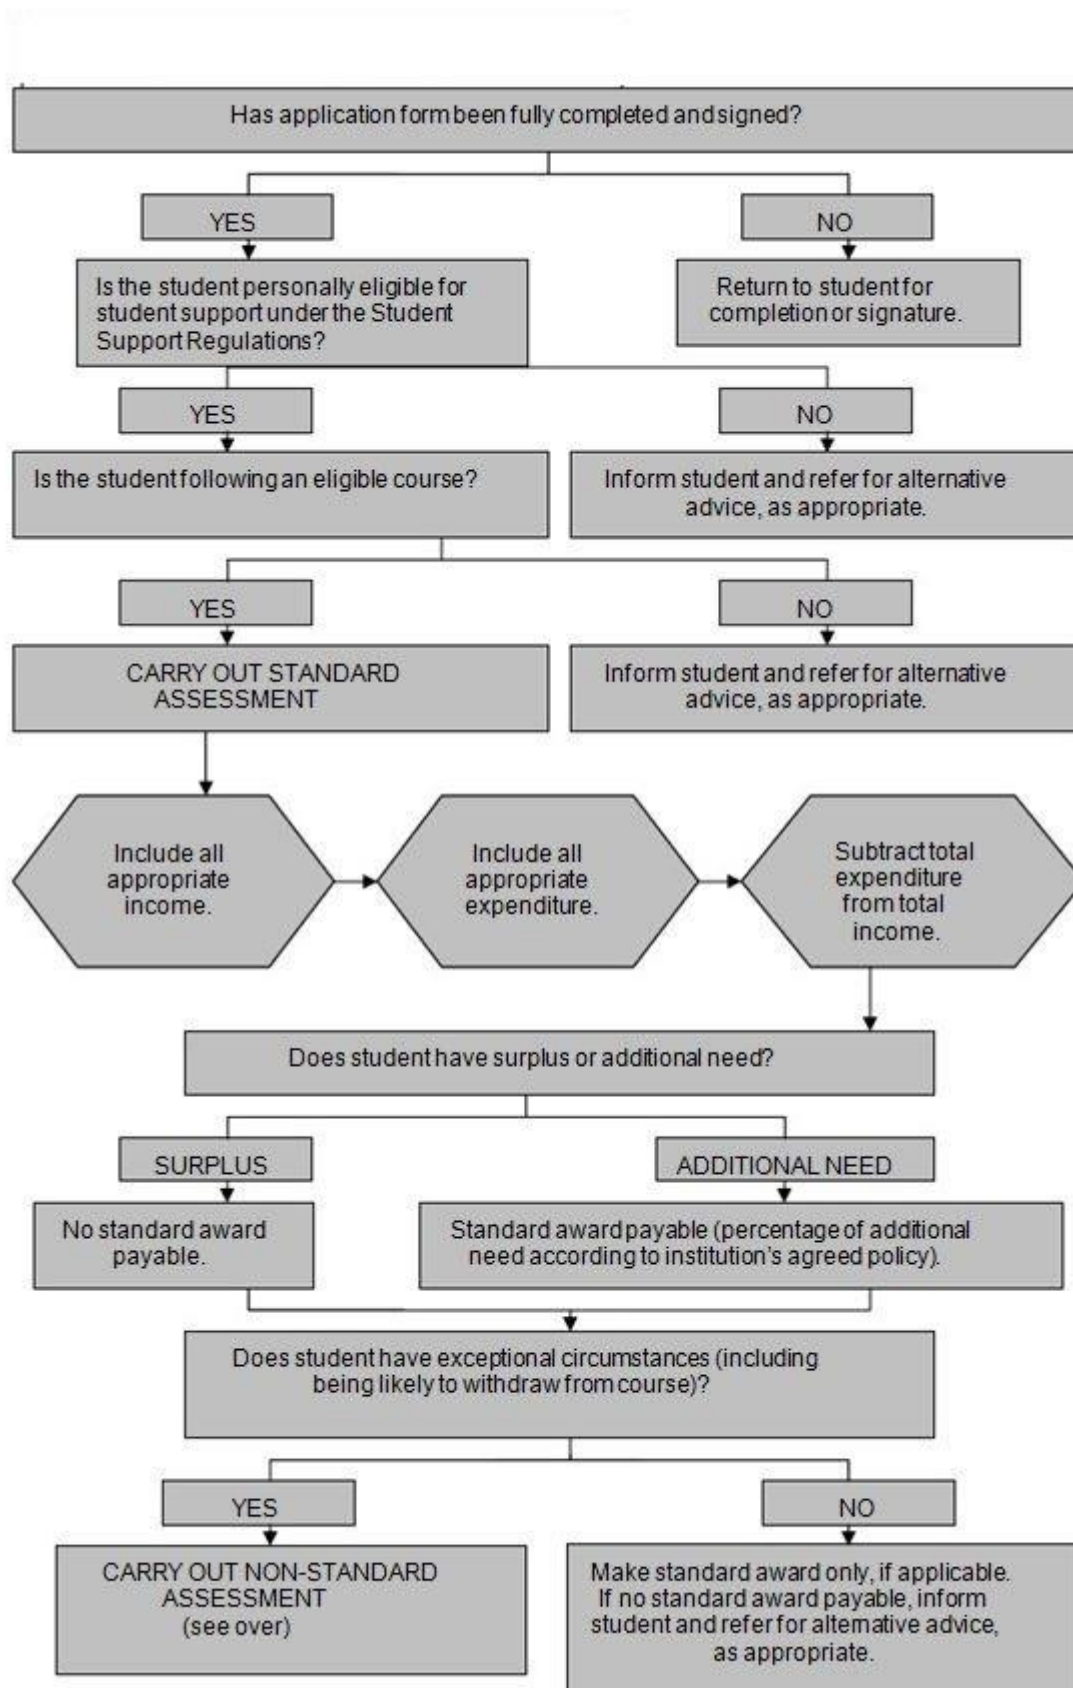 Has application form been fully completed and signed?
YES
NO
Is the student personally eligible for
student support under the Student
Support Regulations?
Return to student for
completion or signature.
YES
NO
Is the student following an eligible course?
Inform student and refer for alternative
advice, as appropriate.
YES
NO
CARRY OUT STANDARD
ASSESSMENT
Inform student and refer for alternative
advice, as appropriate.
Include all
appropriate
income.
Include all
appropriate
expenditure.
Subtract total
expenditure
from total
income.
Does student have surplus or additional need?
SURPLUS
ADDITIONAL NEED
No standard award
payable.
Standard award payable (percentage of additional
need according to institution's agreed policy).
Does student have exceptional circumstances (including
being likely to withdraw from course)?
YES
NO
CARRY OUT NON-STANDARD
ASSESSMENT
(see over)
Make standard award only, if applicable.
If no standard award payable, inform
student and refer for alternative advice,
as appropriate.